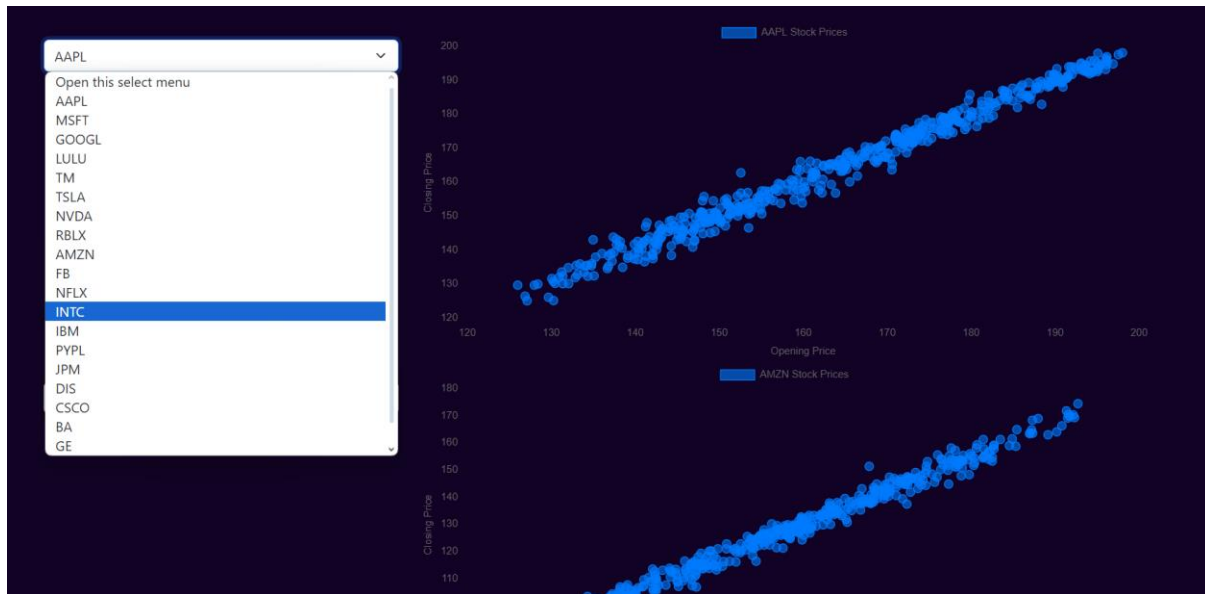 AAPL
Open this select menu
AAPL
MSFT
GOOGL
LULU
TM
TSLA
NVDA
RBLX
AMZN
FB
NFLX
INTC
IBM
PYPL
JPM
DIS
CSCO
BA
GE
AAPL Stock Prices
200
190
180
170
160
150
140
130
120
Closing Price
120 130 140 150 160 170 180 190 200
Opening Price
AMZN Stock Prices
180
170
160
150
140
130
120
110
Closing Price